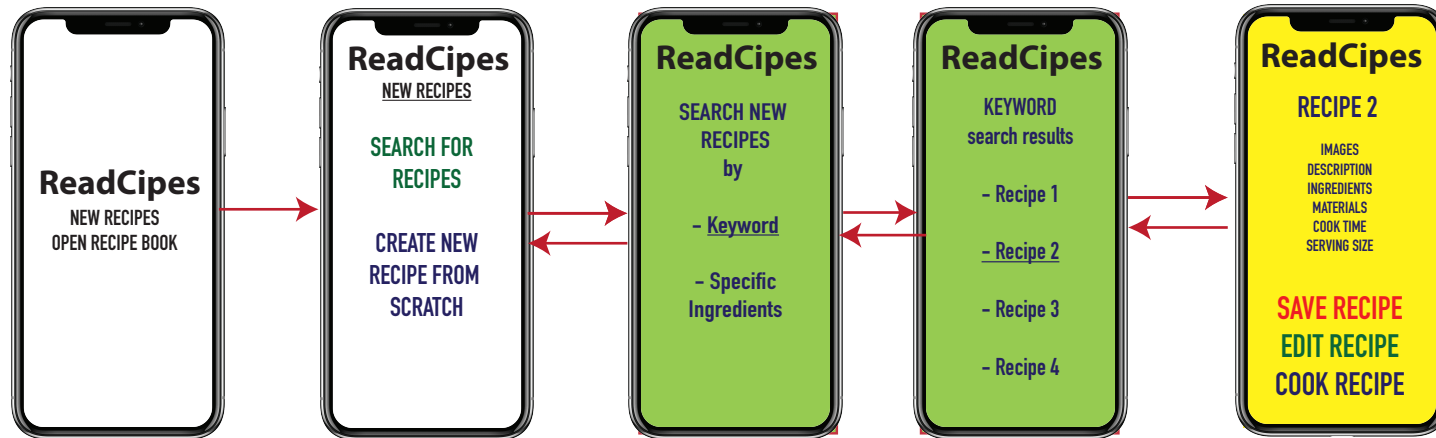 ReadCipes
NEW RECIPES
OPEN RECIPE BOOK
ReadCipes
NEW RECIPES
SEARCH FOR
RECIPES
CREATE NEW
RECIPE FROM
SCRATCH
ReadCipes
SEARCH NEW
RECIPES
by
- Keyword
- Specific
Ingredients
ReadCipes
KEYWORD
search results
- Recipe 1
- Recipe 2
- Recipe 3
- Recipe 4
ReadCipes
RECIPE 2
IMAGES
DESCRIPTION
INGREDIENTS
MATERIALS
COOK TIME
SERVING SIZE
SAVE RECIPE
EDIT RECIPE
COOK RECIPE